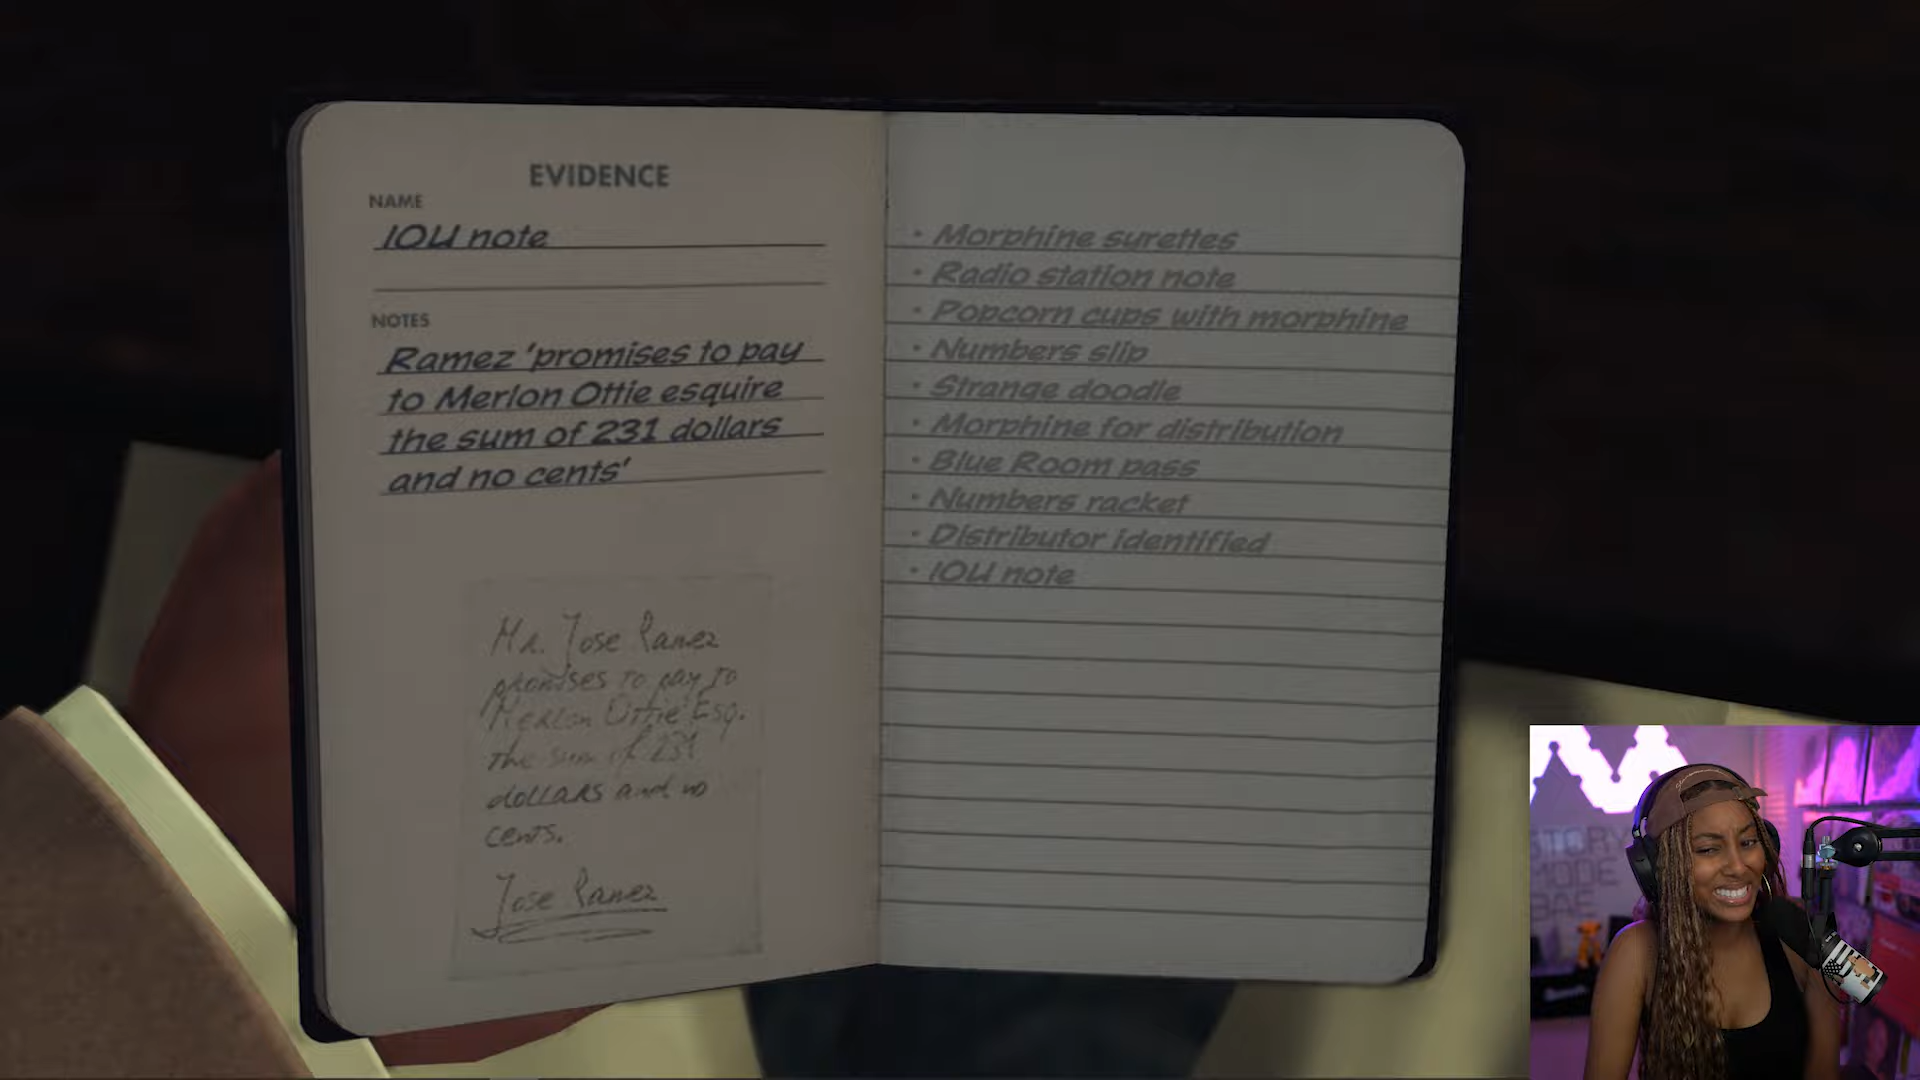 EVIDENCE
NAME
IOU note
NOTES
Ramez 'promises to pay
to Merlon Ottie esquire
the sum of 231 dollars
and no cents'
Mr. Jose Ramez
promises to pay to
Merlon Ottie Esq.
the sum of 231
dollars and no
cents.
Jose Ramez
• Morphine surettes
• Radio station note
• Popcorn cups with morphine
• Numbers slip
• Strange doodle
• Morphine for distribution
• Blue Room pass
• Numbers racket
• Distributor identified
• IOU note
STORY
MODE
BAE